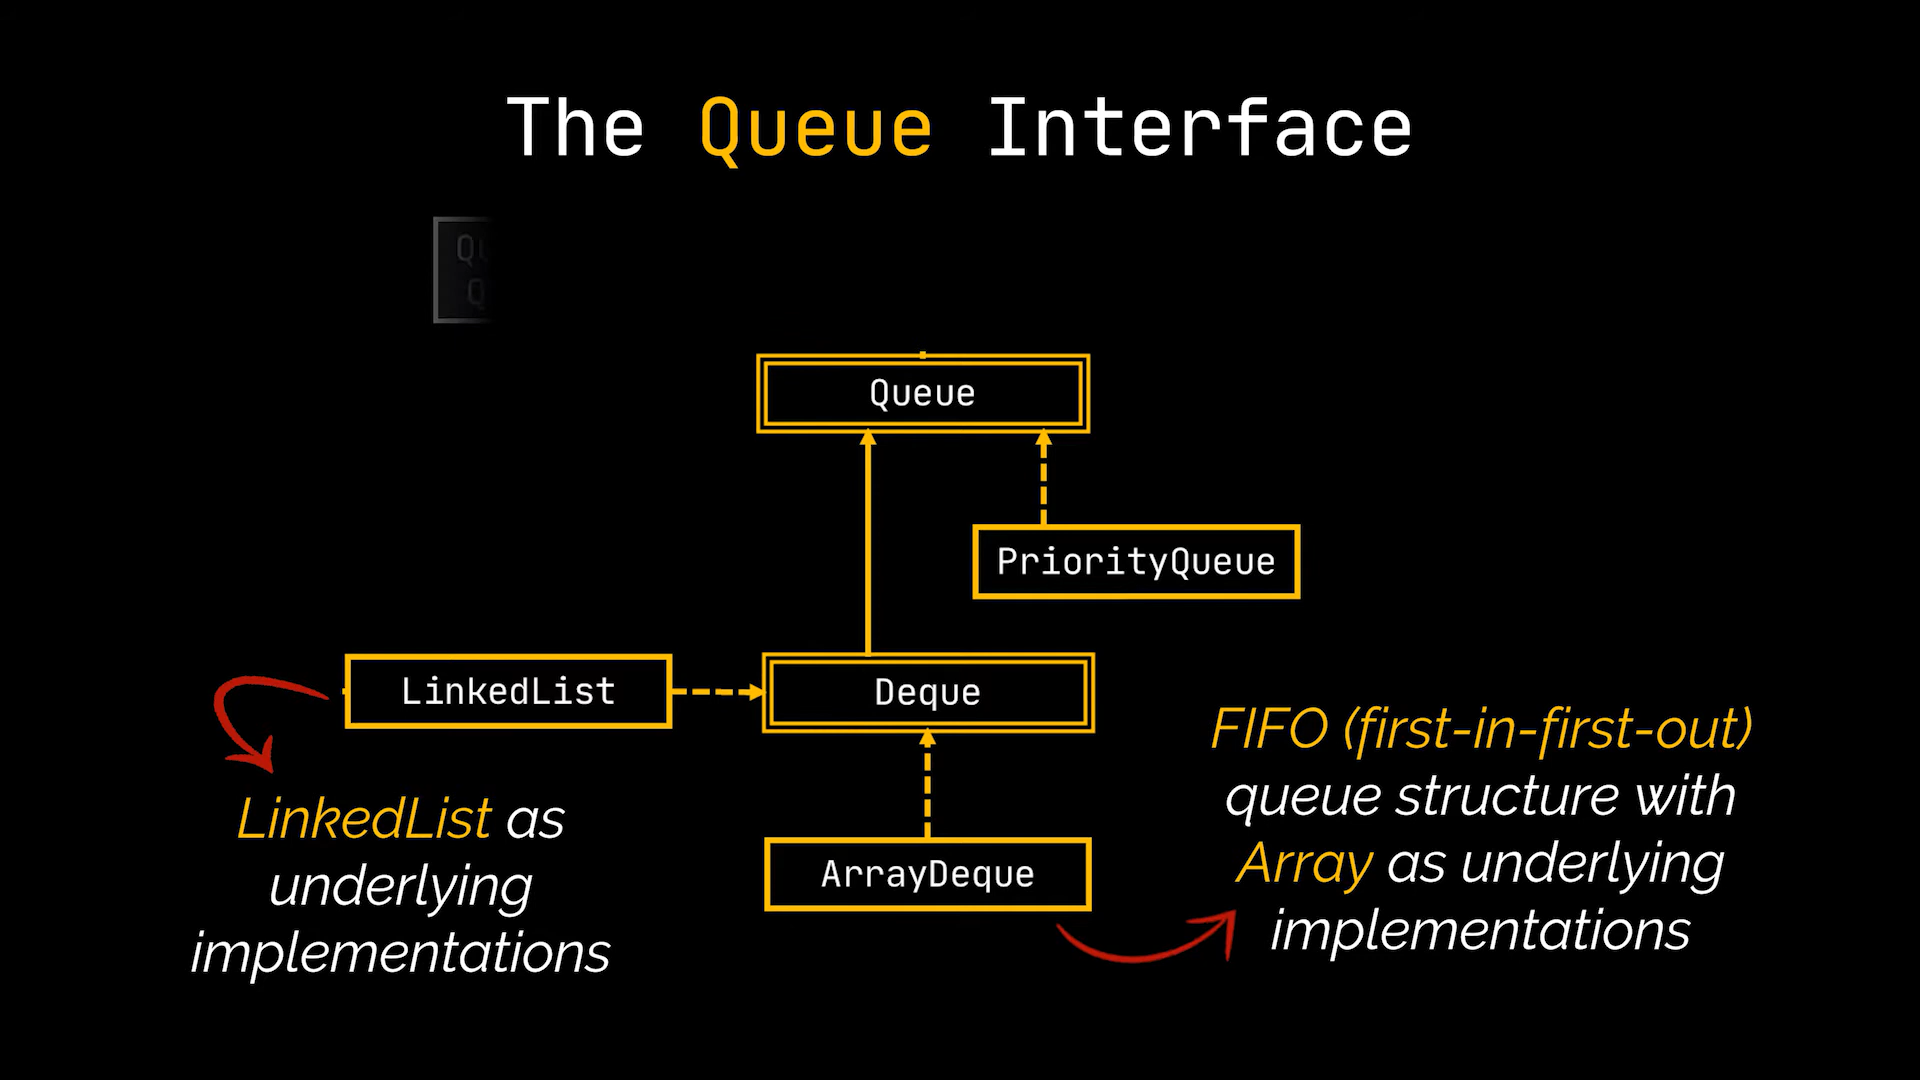 The Queue Interface
Queue
PriorityQueue
LinkedList
Deque
ArrayDeque
LinkedList as
underlying
implementations
FIFO (first-in-first-out)
queue structure with
Array as underlying
implementations